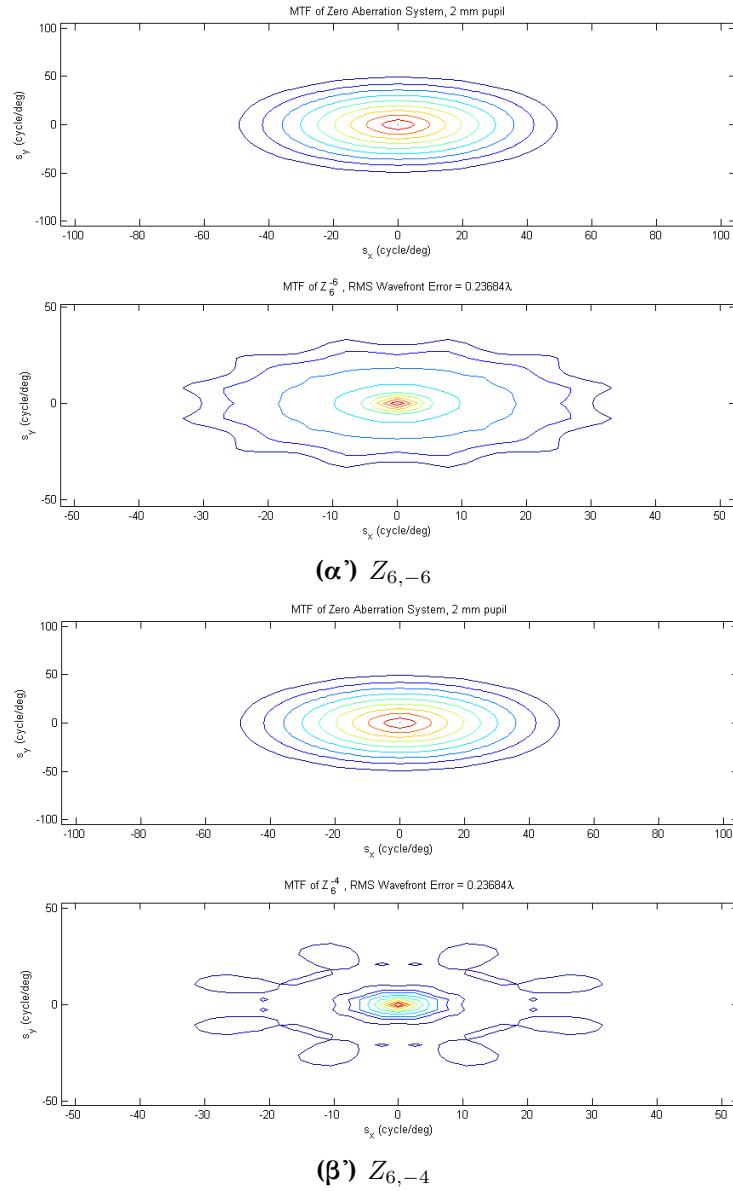 MTF of Zero Aberration System, 2 mm pupil
100
50
0
-50
-100
s_y (cycle/deg)
-100 -80 -60 -40 -20 0 20 40 60 80 100
s_x (cycle/deg)
MTF of Z_6^-6 , RMS Wavefront Error = 0.23684λ
50
0
-50
s_y (cycle/deg)
-50 -40 -30 -20 -10 0 10 20 30 40 50
s_x (cycle/deg)
(α’) Z_6,−6
MTF of Zero Aberration System, 2 mm pupil
100
50
0
-50
-100
s_y (cycle/deg)
-100 -80 -60 -40 -20 0 20 40 60 80 100
s_x (cycle/deg)
MTF of Z_6^-4 , RMS Wavefront Error = 0.23684λ
50
0
-50
s_y (cycle/deg)
-50 -40 -30 -20 -10 0 10 20 30 40 50
s_x (cycle/deg)
(β’) Z_6,−4